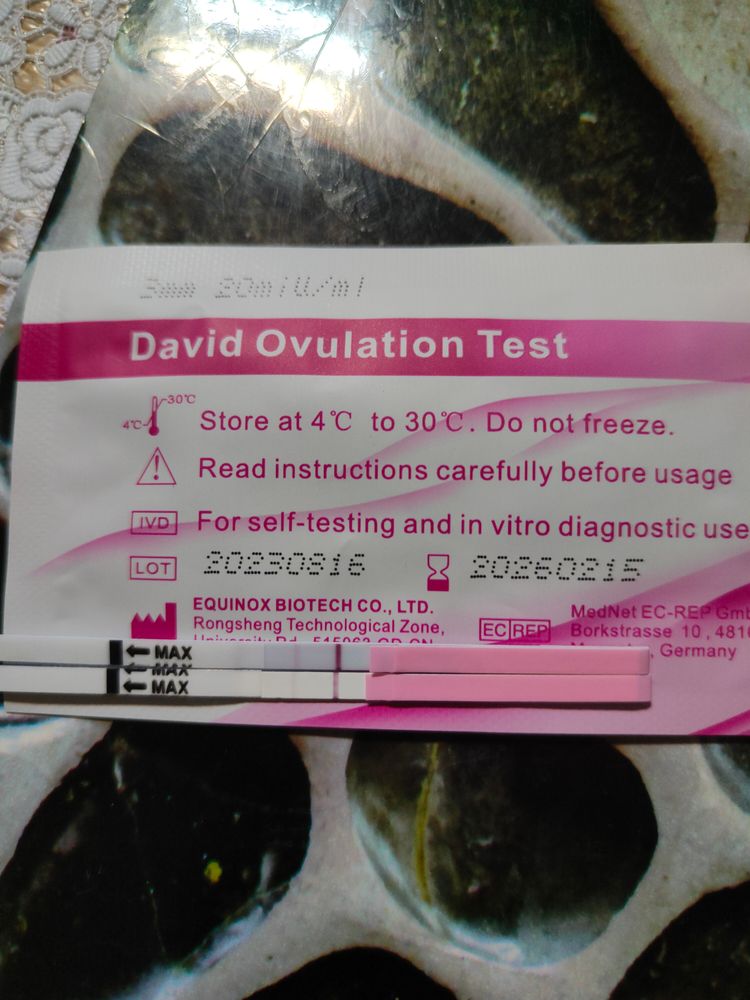 3mm 20mIU/ml
David Ovulation Test
30℃
4℃
Store at 4℃ to 30℃. Do not freeze.
Read instructions carefully before usage
IVD
For self-testing and in vitro diagnostic use
LOT
20230816
20260215
EQUINOX BIOTECH CO., LTD.
Rongsheng Technological Zone,
EC REP
MedNet EC-REP
Borkstrasse 10,
Germany
MAX
MAX
MAX